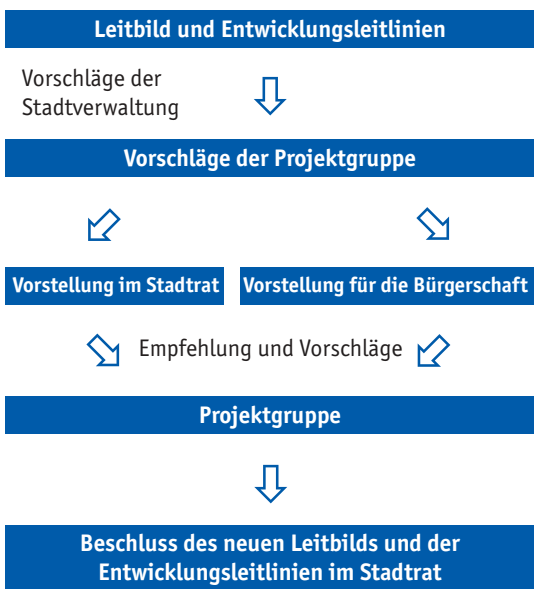 Leitbild und Entwicklungsleitlinien
Vorschläge der
Stadtverwaltung
Vorschläge der Projektgruppe
Vorstellung im Stadtrat
Vorstellung für die Bürgerschaft
Empfehlung und Vorschläge
Projektgruppe
Beschluss des neuen Leitbilds und der
Entwicklungsleitlinien im Stadtrat